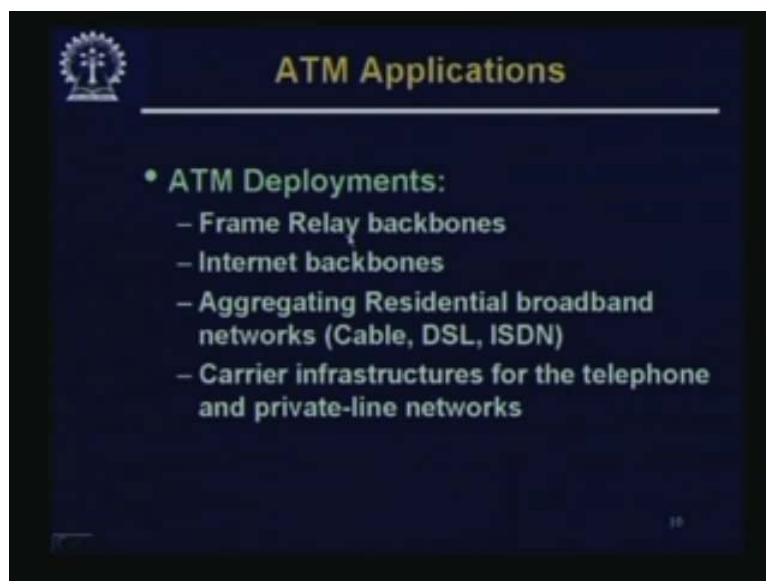 ATM Applications
• ATM Deployments:
– Frame Relay backbones
– Internet backbones
– Aggregating Residential broadband
networks (Cable, DSL, ISDN)
– Carrier infrastructures for the telephone
and private-line networks